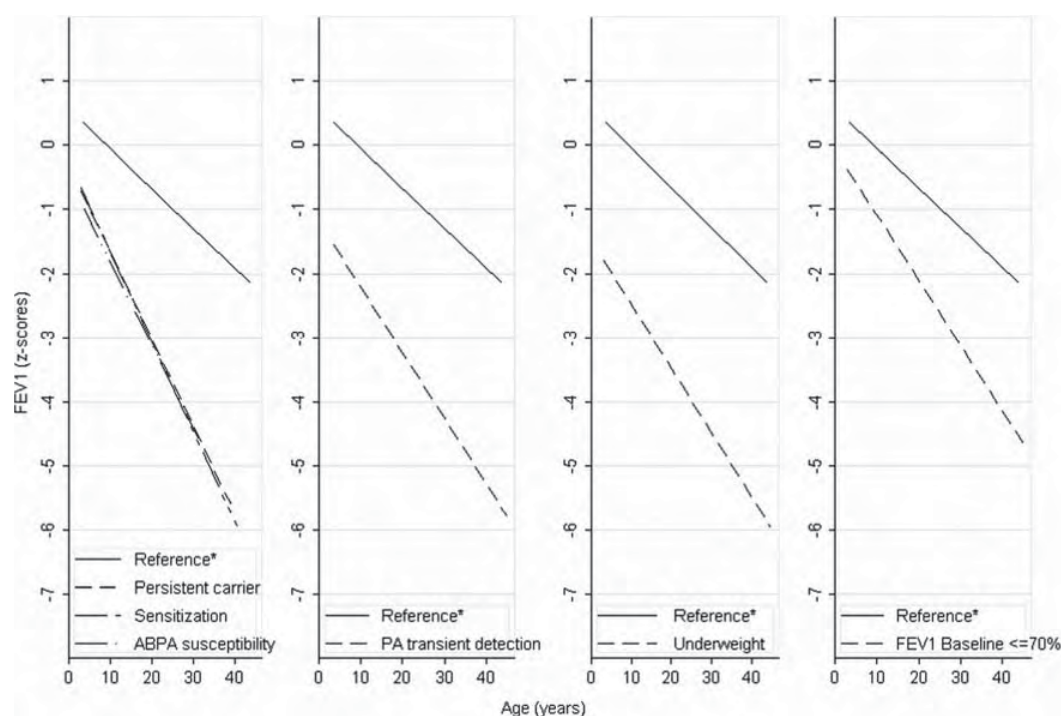 FEV1 (z-scores)
1
0
-1
-2
-3
-4
-5
-6
-7
Reference*
Persistent carrier
Sensitization
ABPA susceptibility
0 10 20 30 40
1
0
-1
-2
-3
-4
-5
-6
-7
Reference*
PA transient detection
0 10 20 30 40
1
0
-1
-2
-3
-4
-5
-6
-7
Reference*
Underweight
0 10 20 30 40
1
0
-1
-2
-3
-4
-5
-6
-7
Reference*
FEV1 Baseline <=70%
0 10 20 30 40
Age (years)